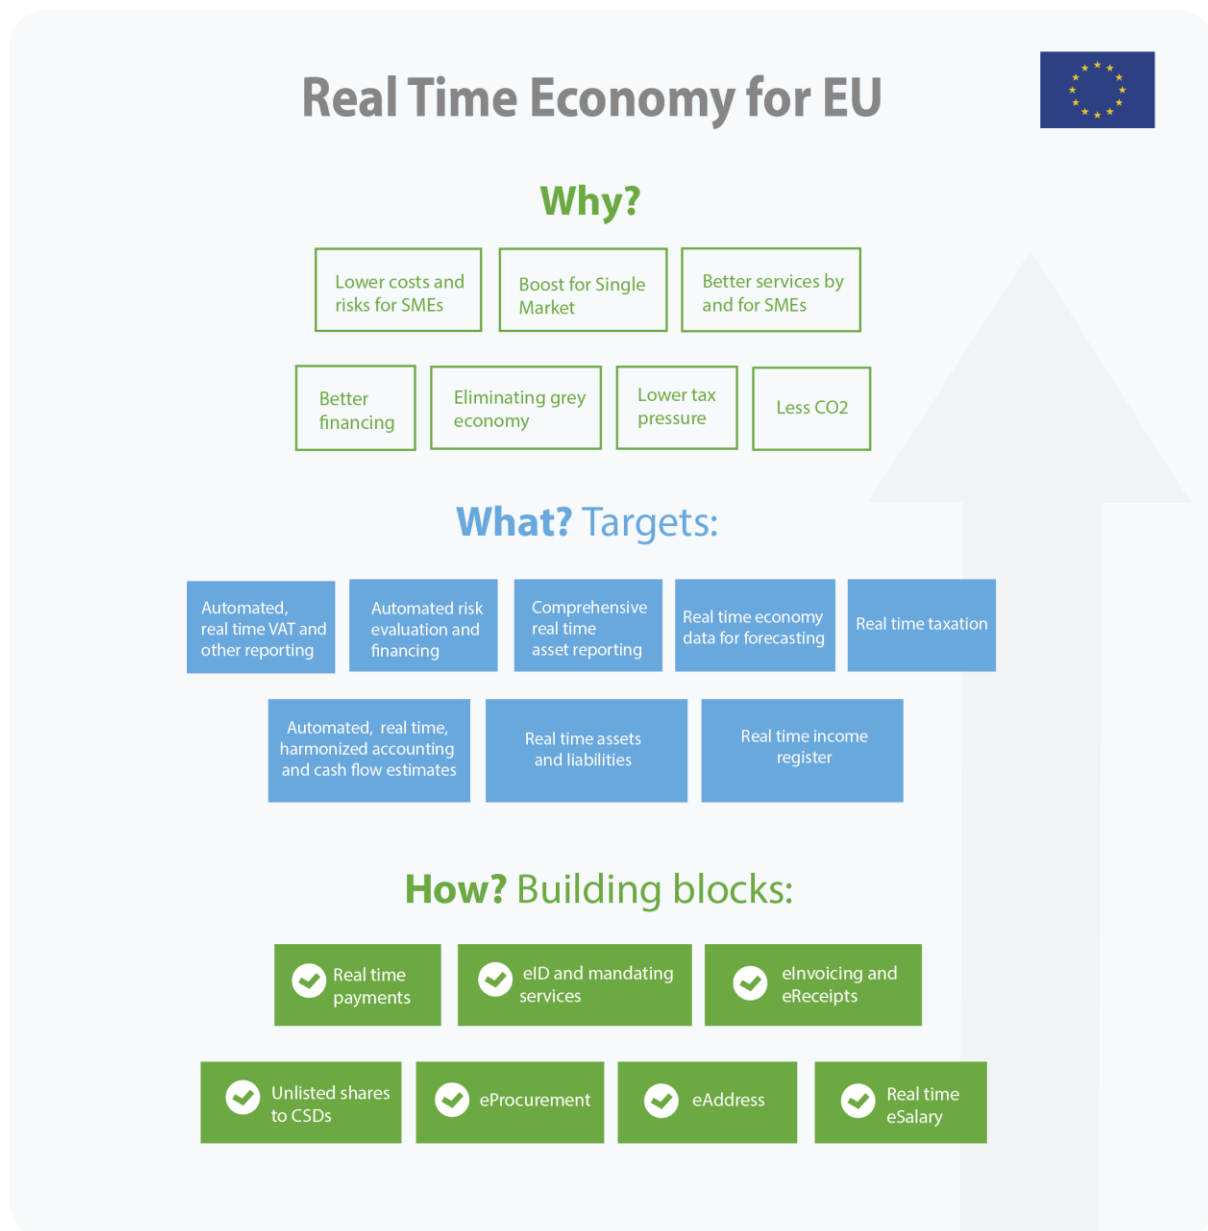 Real Time Economy for EU
Why?
Lower costs and
risks for SMEs
Boost for Single
Market
Better services by
and for SMEs
Better
financing
Eliminating grey
economy
Lower tax
pressure
Less CO2
What? Targets:
Automated,
real time VAT and
other reporting
Automated risk
evaluation and
financing
Comprehensive
real time
asset reporting
Real time economy
data for forecasting
Real time taxation
Automated, real time,
harmonized accounting
and cash flow estimates
Real time assets
and liabilities
Real time income
register
How? Building blocks:
Real time
payments
eID and mandating
services
eInvoicing and
eReceipts
Unlisted shares
to CSDs
eProcurement
eAddress
Real time
eSalary